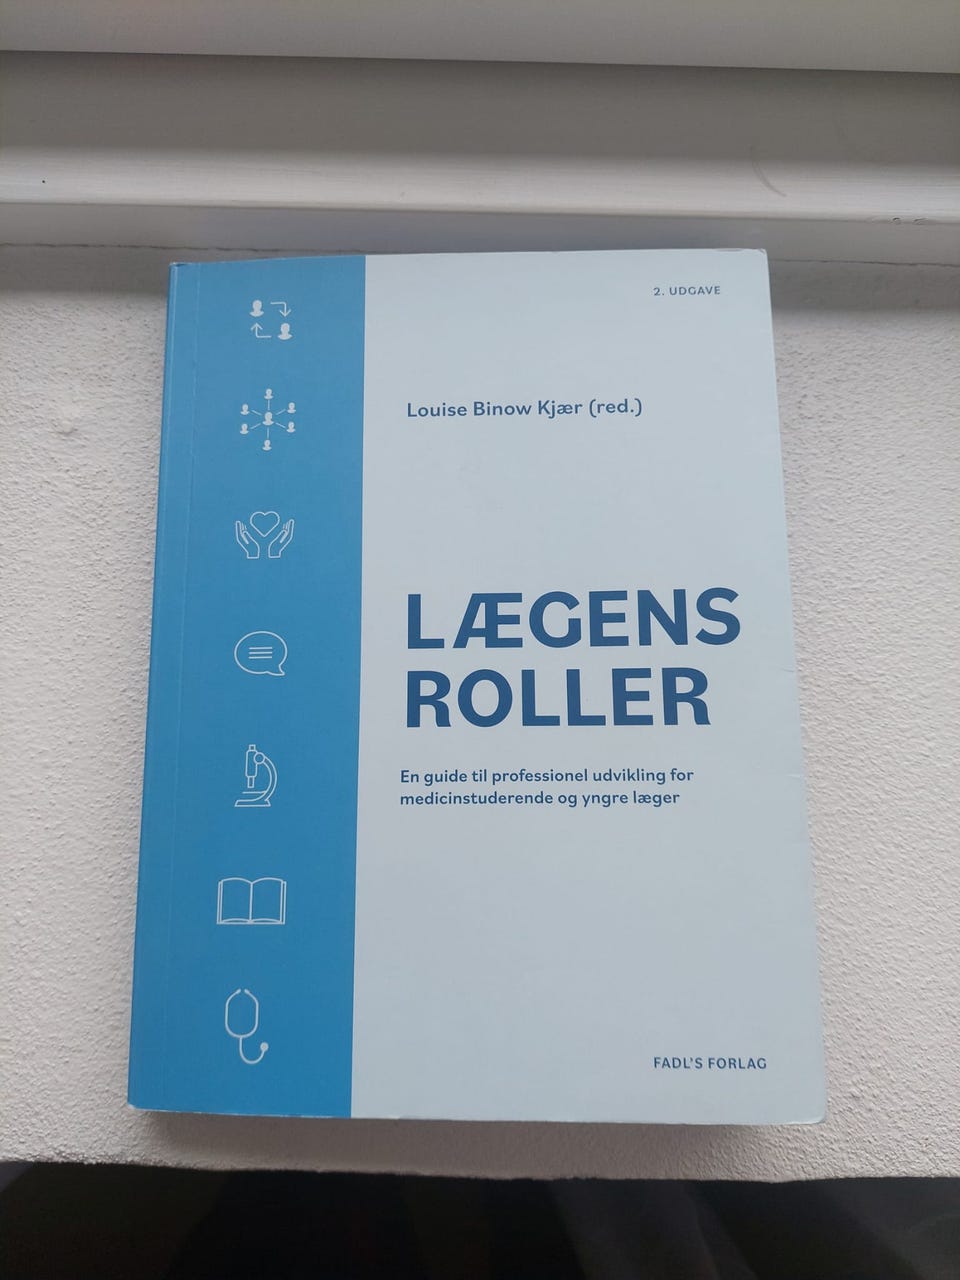 2. UDGAVE
Louise Binow Kjær (red.)
LÆGENS
ROLLER
En guide til professionel udvikling for
medicinstuderende og yngre læger
FADL'S FORLAG